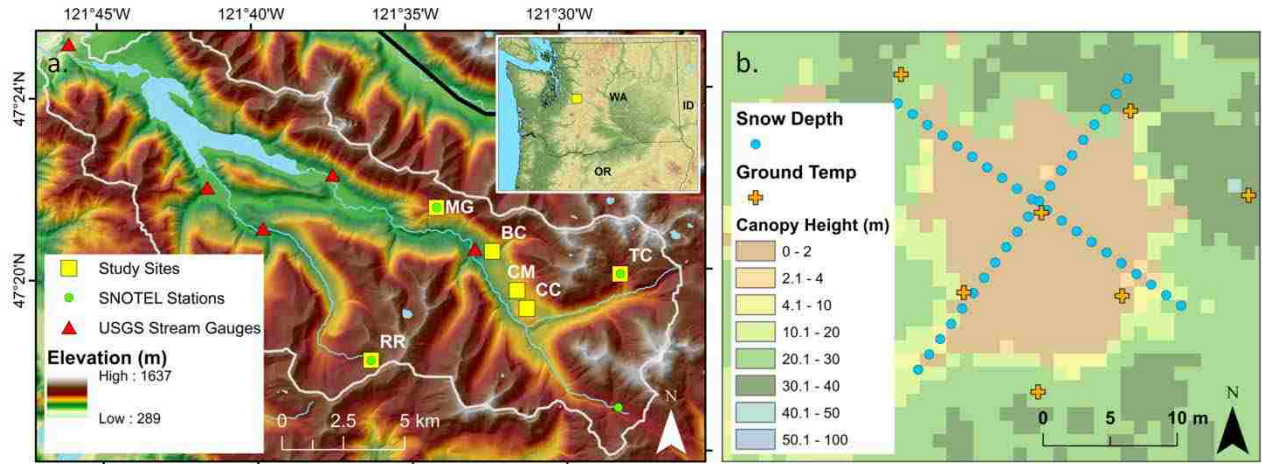 121°45'W 121°40'W 121°35'W 121°30'W
47°24'N
47°20'N
a.
WA
ID
OR
MG
BC
TC
CM
CC
RR
Study Sites
SNOTEL Stations
USGS Stream Gauges
Elevation (m)
High : 1637
Low : 289
0 2.5 5 km
N
b.
Snow Depth
Ground Temp
Canopy Height (m)
0 - 2
2.1 - 4
4.1 - 10
10.1 - 20
20.1 - 30
30.1 - 40
40.1 - 50
50.1 - 100
0 5 10 m
N